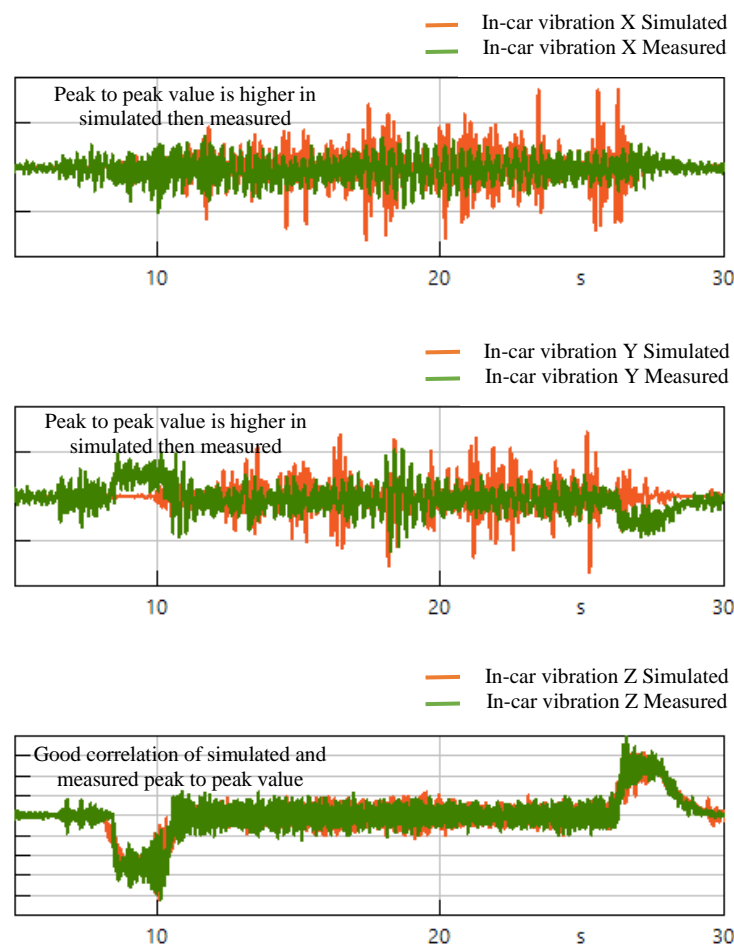 In-car vibration X Simulated
In-car vibration X Measured
Peak to peak value is higher in
simulated then measured
10 20 s 30
In-car vibration Y Simulated
In-car vibration Y Measured
Peak to peak value is higher in
simulated then measured
10 20 s 30
In-car vibration Z Simulated
In-car vibration Z Measured
Good correlation of simulated and
measured peak to peak value
10 20 s 30